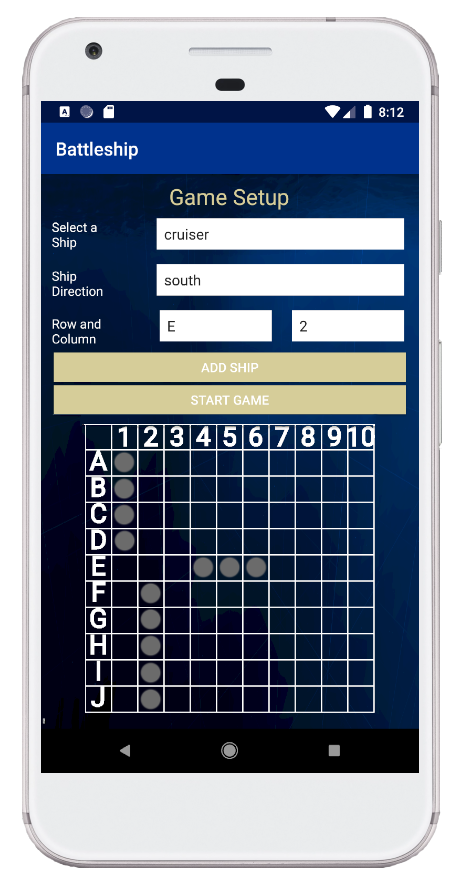 A 8:12
Battleship
Game Setup
Select a
Ship
cruiser
Ship
Direction
south
Row and
Column
E 2
ADD SHIP
START GAME
1 2 3 4 5 6 7 8 9 10
A
B
C
D
E
F
G
H
I
J